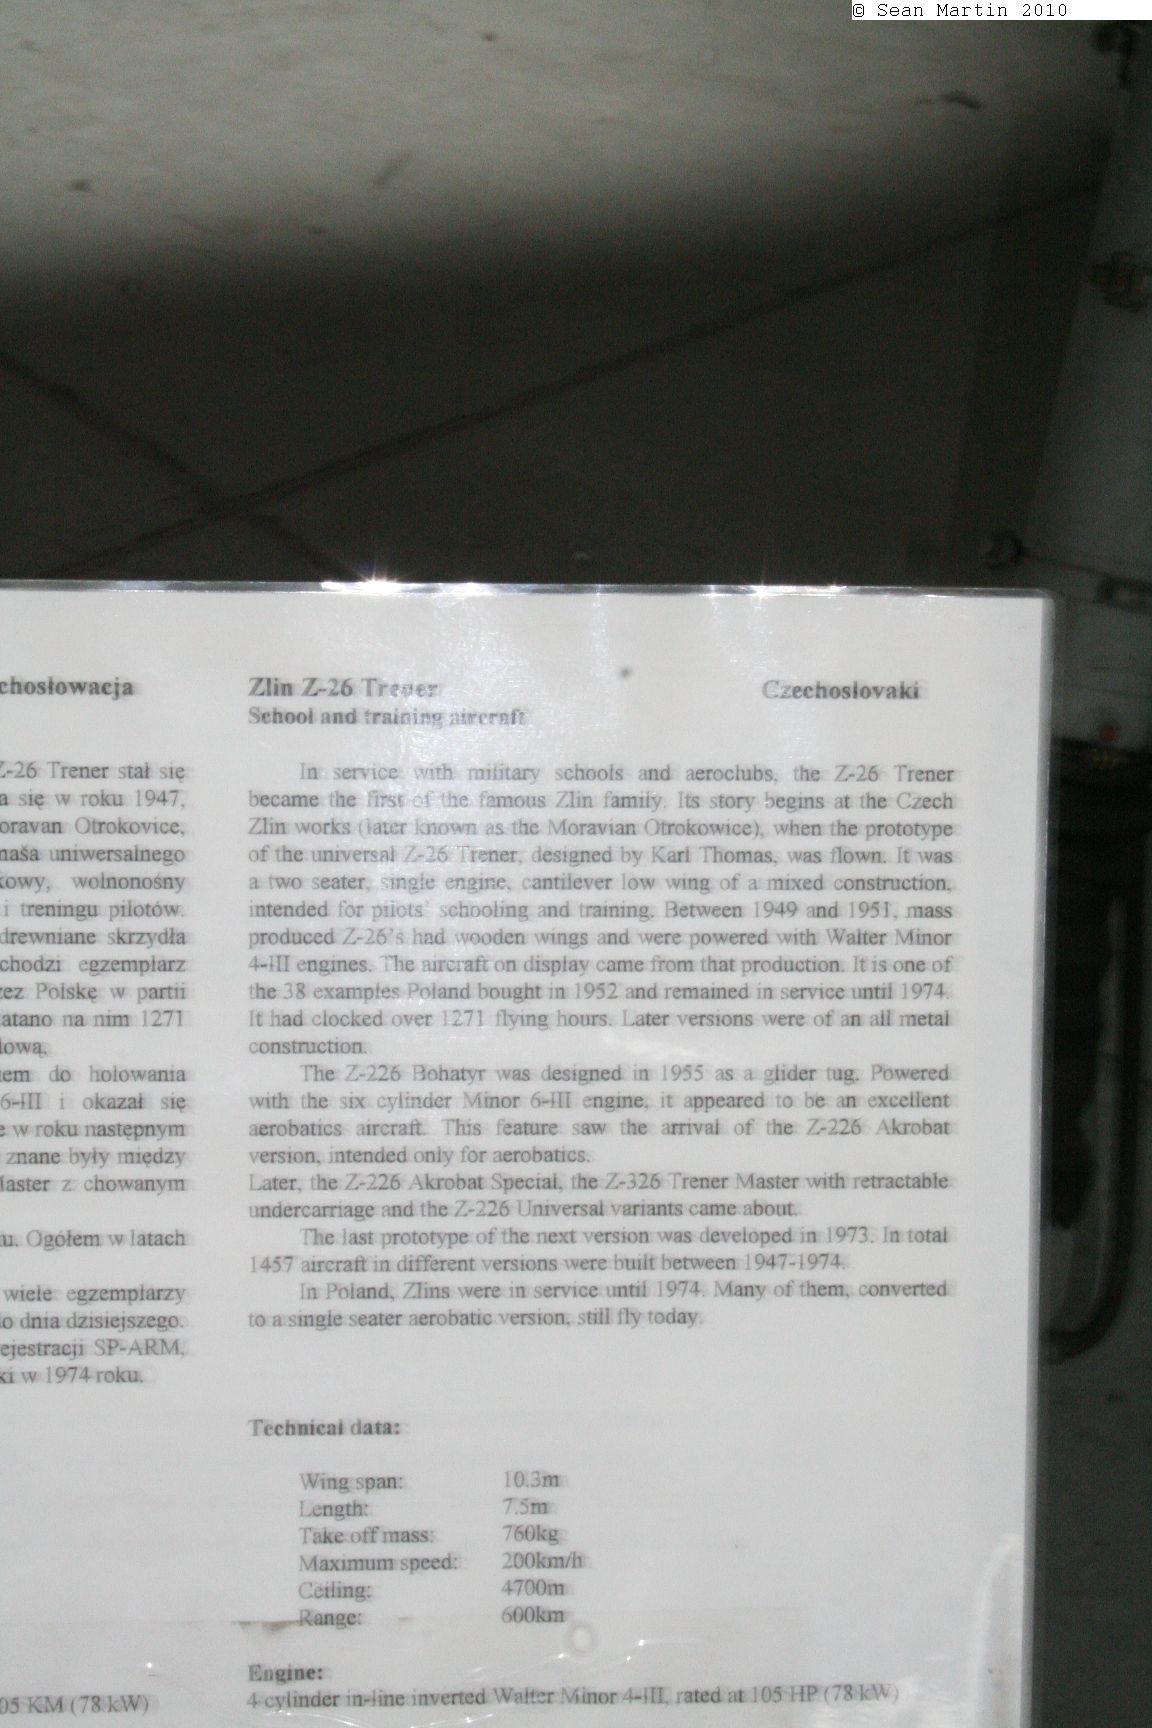 © Sean Martin 2010
chosłowacja
Z-26 Trener stał się
a się w roku 1947,
oravan Otrokovice,
naša uniwersalnego
kowy, wolnonośny
i treningu pilotów.
drewniane skrzydła
chodzi egzemplarz
zez Polskę w partii
atano na nim 1271
lową.
em do holowania
6-III i okazał się
e w roku następnym
znane były między
Master z chowanym
u. Ogółem w latach
wiele egzemplarzy
lo dnia dzisiejszego.
ejestracji SP-ARM,
ki w 1974 roku.
05 KM (78 kW)
Zlin Z-26 Trener Czechoslovaki
School and training aircraft
In service with military schools and aeroclubs, the Z-26 Trener
became the first of the famous Zlin family. Its story begins at the Czech
Zlin works (later known as the Moravian Otrokowice), when the prototype
of the universal Z-26 Trener, designed by Karl Thomas, was flown. It was
a two seater, single engine, cantilever low wing of a mixed construction,
intended for pilots' schooling and training. Between 1949 and 1951, mass
produced Z-26's had wooden wings and were powered with Walter Minor
4-III engines. The aircraft on display came from that production. It is one of
the 38 examples Poland bought in 1952 and remained in service until 1974.
It had clocked over 1271 flying hours. Later versions were of an all metal
construction.
The Z-226 Bohatyr was designed in 1955 as a glider tug. Powered
with the six cylinder Minor 6-III engine, it appeared to be an excellent
aerobatics aircraft. This feature saw the arrival of the Z-226 Akrobat
version, intended only for aerobatics.
Later, the Z-226 Akrobat Special, the Z-326 Trener Master with retractable
undercarriage and the Z-226 Universal variants came about.
The last prototype of the next version was developed in 1973. In total
1457 aircraft in different versions were built between 1947-1974.
In Poland, Zlins were in service until 1974. Many of them, converted
to a single seater aerobatic version, still fly today.
Technical data:
Wing span: 10.3m
Length: 7.5m
Take off mass: 760kg
Maximum speed: 200km/h
Ceiling: 4700m
Range: 600km
Engine:
4 cylinder in-line inverted Walter Minor 4-III, rated at 105 HP (78 kW)